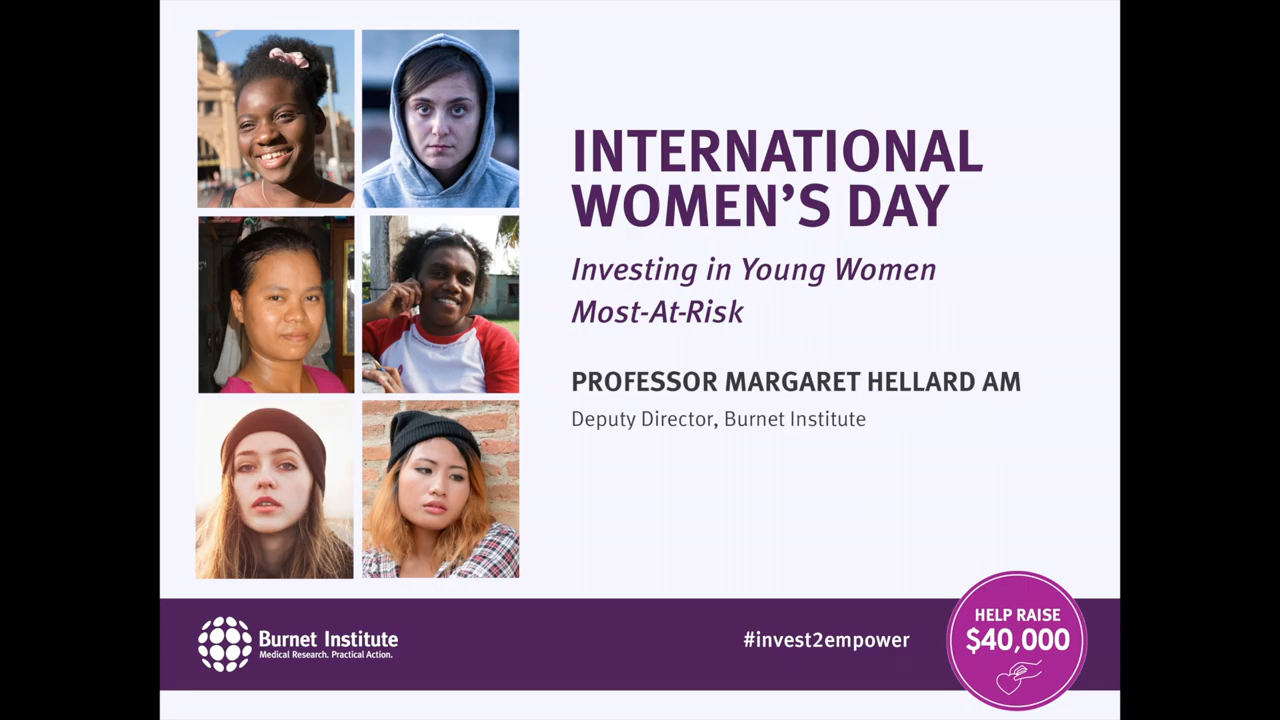 INTERNATIONAL
WOMEN'S DAY
Investing in Young Women
Most-At-Risk
PROFESSOR MARGARET HELLARD AM
Deputy Director, Burnet Institute
Burnet Institute
Medical Research. Practical Action.
#invest2empower
HELP RAISE
$40,000